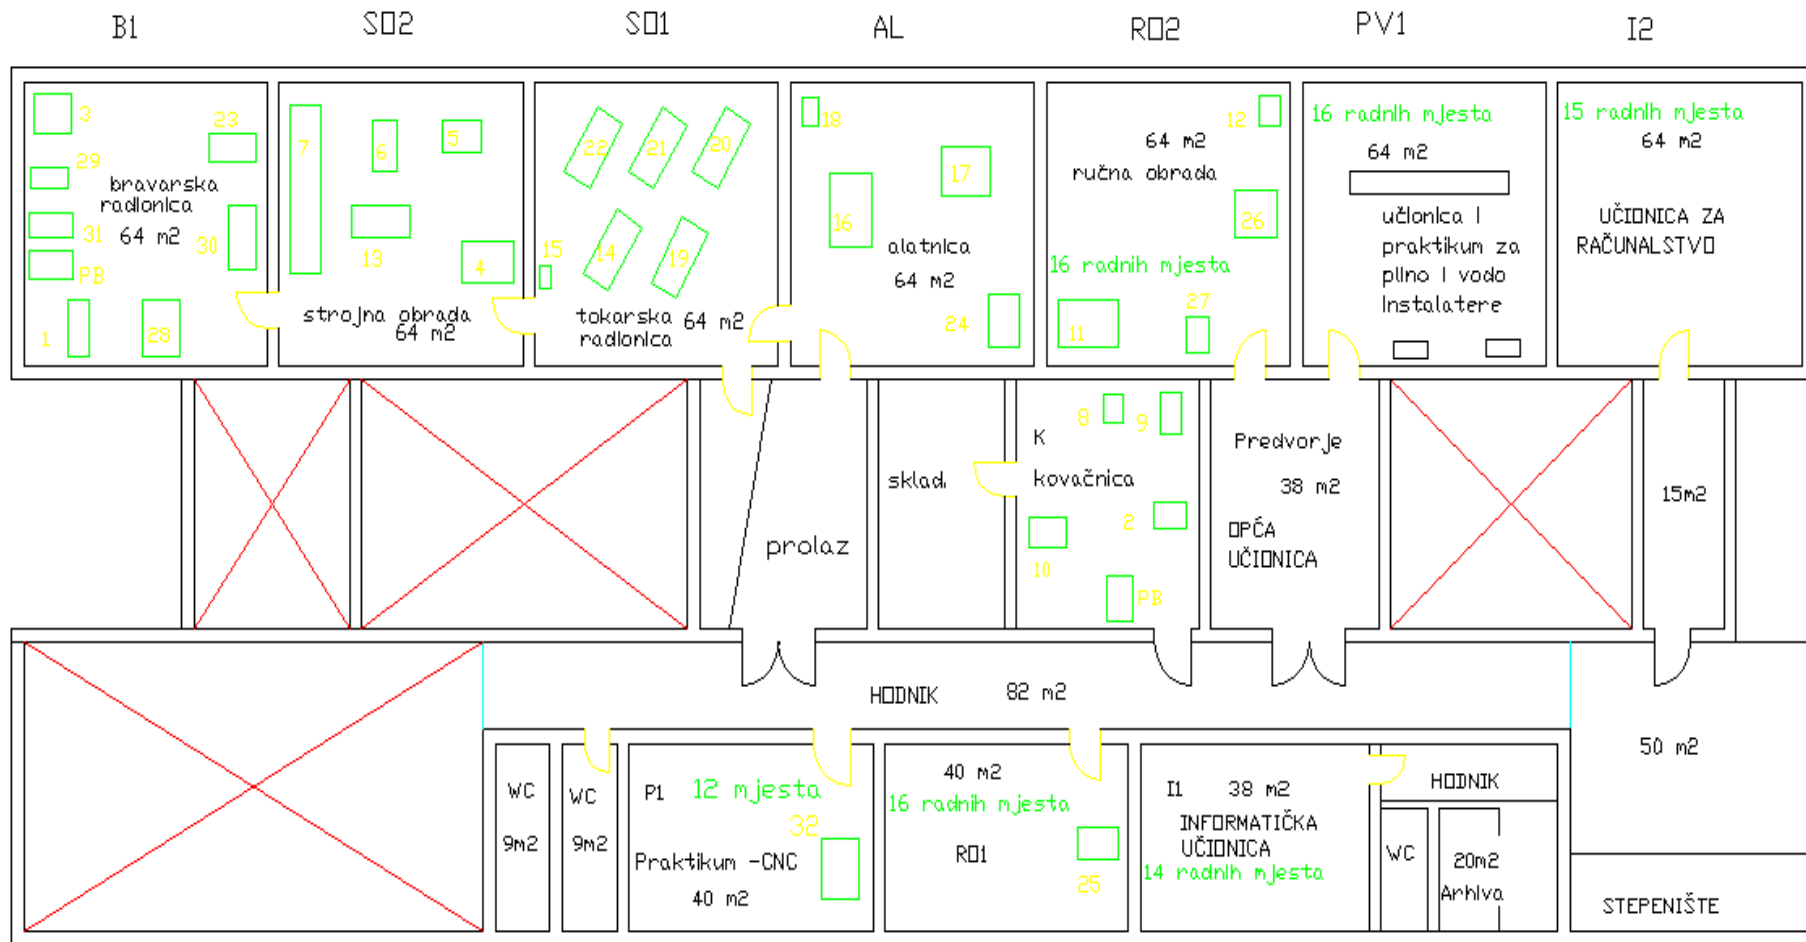 B1
SO2
SO1
AL
RO2
PV1
I2
3
23
29
bravarska
radionica
64 m2
31
30
PB
1
28
7
6
5
13
4
strojna obrada
64 m2
22
21
20
15
14
19
tokarska 64 m2
radionica
18
17
16
alatnica
64 m2
24
12
64 m2
ručna obrada
26
16 radnih mjesta
27
11
16 radnih mjesta
64 m2
učionica i
praktikum za
plino i vodo
instalatere
15 radnih mjesta
64 m2
UČIONICA ZA
RAČUNALSTVO
prolaz
sklad.
8
9
K
kovačnica
2
10
PB
Predvorje
38 m2
OPĆA
UČIONICA
15m2
HODNIK 82 m2
50 m2
WC
9m2
WC
9m2
P1 12 mjesta
32
Praktikum -CNC
40 m2
40 m2
16 radnih mjesta
RO1
25
I1 38 m2
INFORMATIČKA
UČIONICA
14 radnih mjesta
HODNIK
WC
20m2
Arhiva
STEPENIŠTE